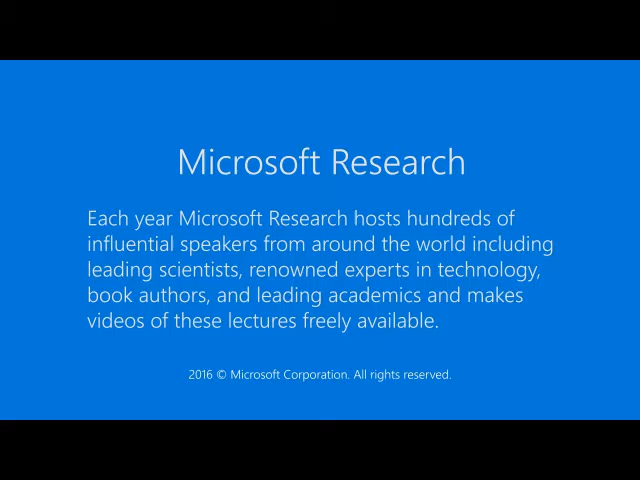 Microsoft Research
Each year Microsoft Research hosts hundreds of
influential speakers from around the world including
leading scientists, renowned experts in technology,
book authors, and leading academics and makes
videos of these lectures freely available.
2016 © Microsoft Corporation. All rights reserved.